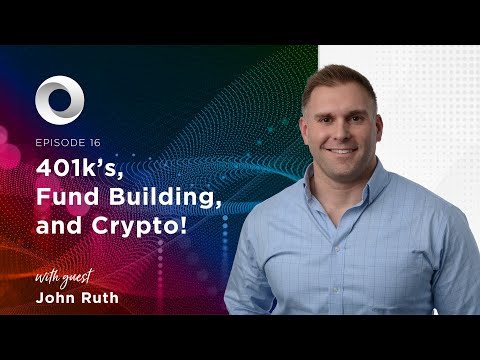 EPISODE 16
401k's,
Fund Building,
and Crypto!
with guest
John Ruth